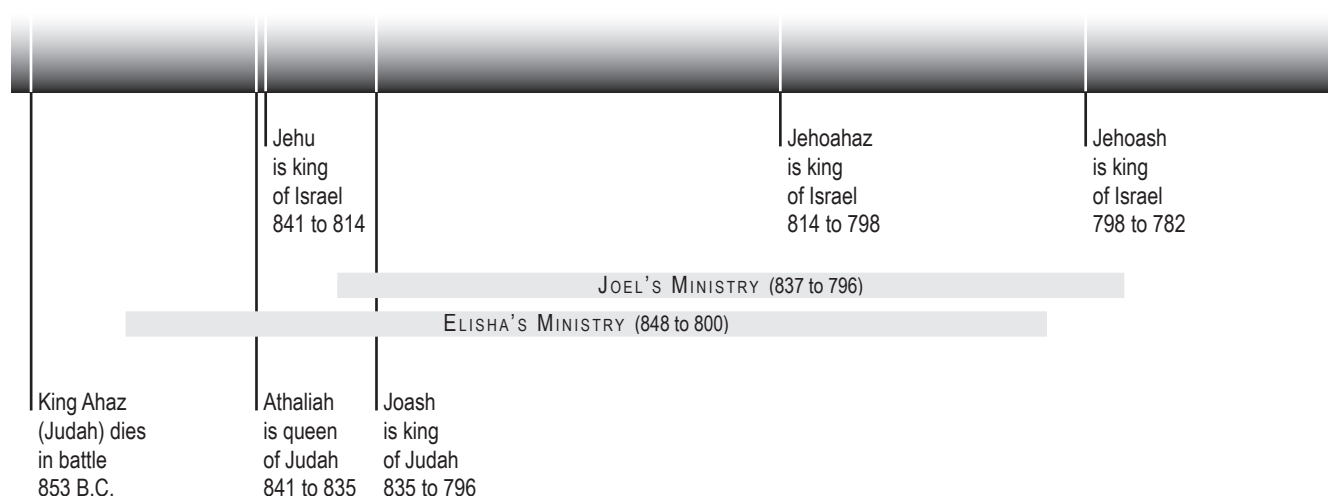 Jehu
is king
of Israel
841 to 814
Jehoahaz
is king
of Israel
814 to 798
Jehoash
is king
of Israel
798 to 782
JOEL'S MINISTRY (837 to 796)
ELISHA'S MINISTRY (848 to 800)
King Ahaz
(Judah) dies
in battle
853 B.C.
Athaliah
is queen
of Judah
841 to 835
Joash
is king
of Judah
835 to 796